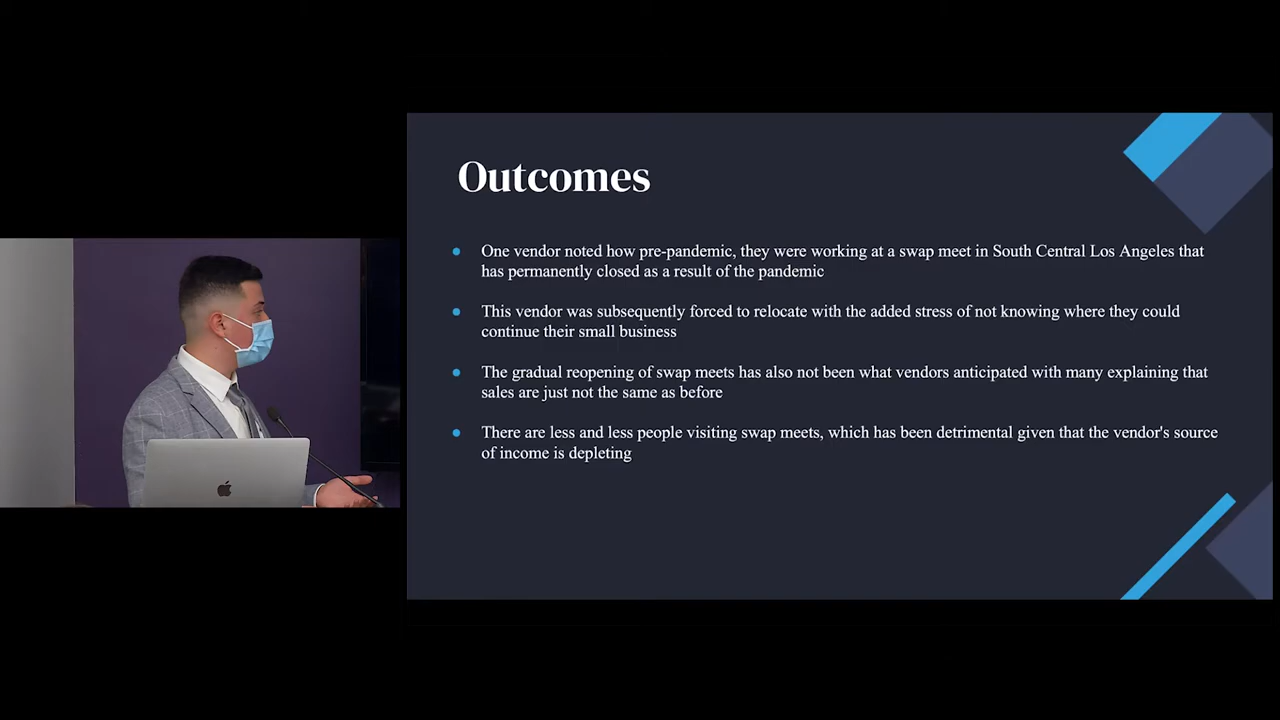 Outcomes
One vendor noted how pre-pandemic, they were working at a swap meet in South Central Los Angeles that
has permanently closed as a result of the pandemic
This vendor was subsequently forced to relocate with the added stress of not knowing where they could
continue their small business
The gradual reopening of swap meets has also not been what vendors anticipated with many explaining that
sales are just not the same as before
There are less and less people visiting swap meets, which has been detrimental given that the vendor's source
of income is depleting